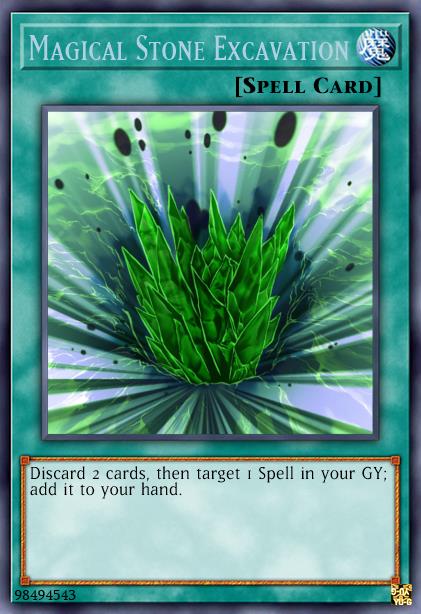 Magical Stone Excavation 魔
[Spell Card]
Discard 2 cards, then target 1 Spell in your GY;
add it to your hand.
98494543